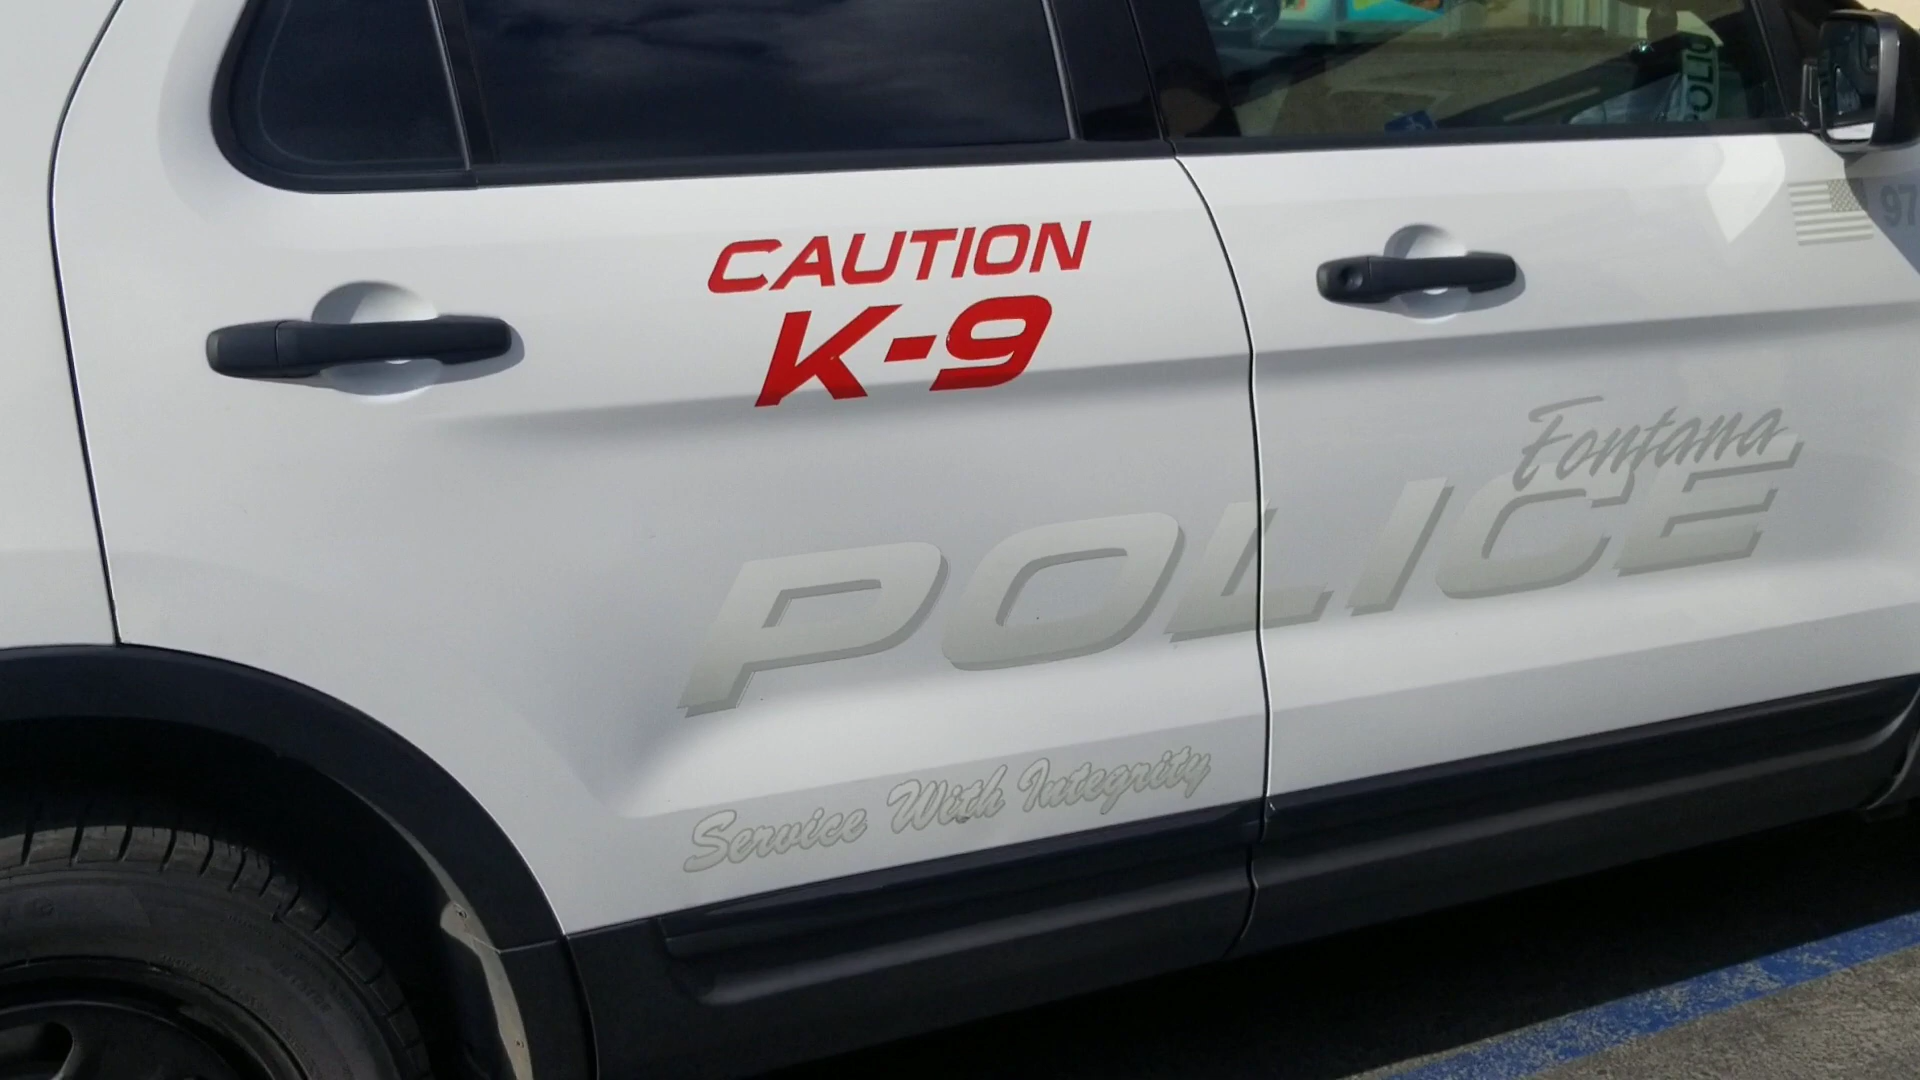 CAUTION
K-9
Fontana
POLICE
Service With Integrity